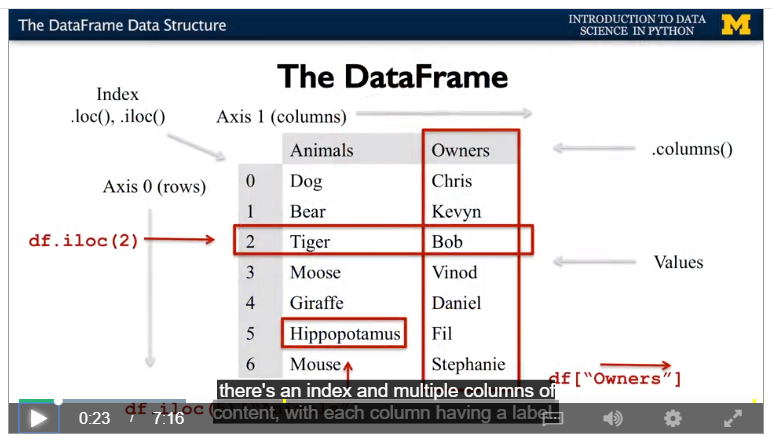 The DataFrame Data Structure
INTRODUCTION TO DATA
SCIENCE IN PYTHON
M
The DataFrame
Index
.loc(), .iloc()
Axis 1 (columns)
Animals Owners
.columns()
Axis 0 (rows)
0 Dog Chris
1 Bear Kevyn
df.iloc(2)
2 Tiger Bob
3 Moose Vinod
Values
4 Giraffe Daniel
5 Hippopotamus Fil
6 Mouse Stephanie
df[“Owners”]
there's an index and multiple columns of
content, with each column having a label.
df.iloc(
0:23 / 7:16